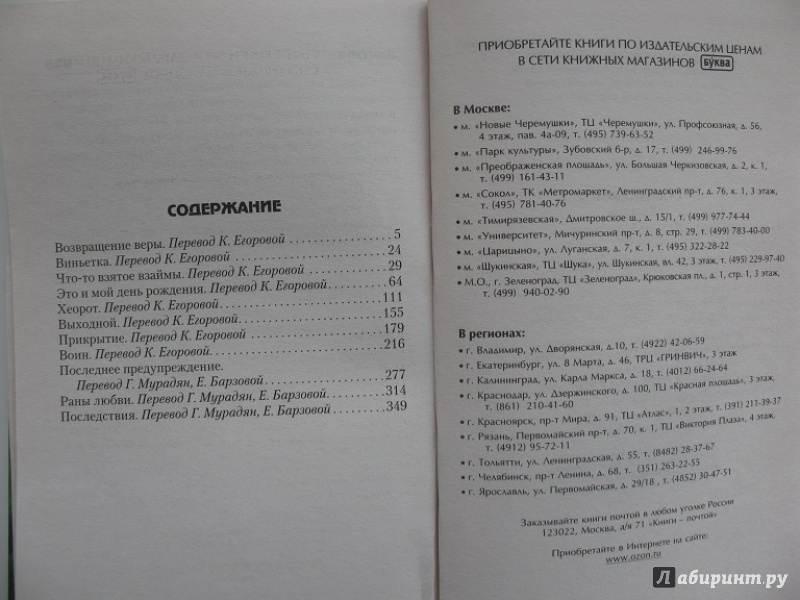 СОДЕРЖАНИЕ
Возвращение веры. Перевод К. Егоровой 5
Виньетка. Перевод К. Егоровой 24
Что-то взятое взаймы. Перевод К. Егоровой 29
Это и мой день рождения. Перевод К. Егоровой 64
Хеорот. Перевод К. Егоровой 111
Выходной. Перевод К. Егоровой 155
Прикрытие. Перевод К. Егоровой 179
Воин. Перевод К. Егоровой 216
Последнее предупреждение.
Перевод Г. Мурадян, Е. Барзовой 277
Раны любви. Перевод Г. Мурадян, Е. Барзовой 314
Последствия. Перевод Г. Мурадян, Е. Барзовой 349
ПРИОБРЕТАЙТЕ КНИГИ ПО ИЗДАТЕЛЬСКИМ ЦЕНАМ
В СЕТИ КНИЖНЫХ МАГАЗИНОВ Буква
В Москве:
• м. «Новые Черемушки», ТЦ «Черемушки», ул. Профсоюзная, д. 56,
4 этаж, пав. 4а-09, т. (495) 739-63-52
• м. «Парк культуры», Зубовский б-р, д. 17, т. (499) 246-99-76
• м. «Преображенская площадь», ул. Большая Черкизовская, д. 2, к. 1,
т. (499) 161-43-11
• м. «Сокол», ТК «Метромаркет», Ленинградский пр-т, д. 76, к. 1, 3 этаж,
т. (495) 781-40-76
• м. «Тимирязевская», Дмитровское ш., д. 15/1, т. (499) 977-74-44
• м. «Университет», Мичуринский пр-т, д. 8, стр. 29, т. (499) 783-40-00
• м. «Царицыно», ул. Луганская, д. 7, к. 1, т. (495) 322-28-22
• м. «Щукинская», ТЦ «Щука», ул. Щукинская, вл. 42, 3 этаж, т. (495) 229-97-40
• М.О., г. Зеленоград, ТЦ «Зеленоград», Крюковская пл., д. 1, стр. 1, 3 этаж,
т. (499) 940-02-90
В регионах:
• г. Владимир, ул. Дворянская, д.10, т. (4922) 42-06-59
• г. Екатеринбург, ул. 8 Марта, д. 46, ТРЦ «ГРИНВИЧ», 3 этаж
• г. Калининград, ул. Карла Маркса, д. 18, т. (4012) 66-24-64
• г. Краснодар, ул. Дзержинского, д. 100, ТЦ «Красная площадь», 3 этаж,
т. (861) 210-41-60
• г. Красноярск, пр-т Мира, д. 91, ТЦ «Атлас», 1, 2 этаж, т. (391) 211-39-37
• г. Рязань, Первомайский пр-т, д. 70, к. 1, ТЦ «Виктория Плаза», 4 этаж,
т. (4912) 95-72-11
• г. Тольятти, ул. Ленинградская, д. 55, т. (8482) 28-37-67
• г. Челябинск, пр-т Ленина, д. 68, т. (351) 263-22-55
• г. Ярославль, ул. Первомайская, д. 29/18, т. (4852) 30-47-51
Заказывайте книги почтой в любом уголке России
123022, Москва, а/я 71 «Книги – почтой»
Приобретайте в Интернете на сайте:
www.ozon.ru
Лабиринт.ру